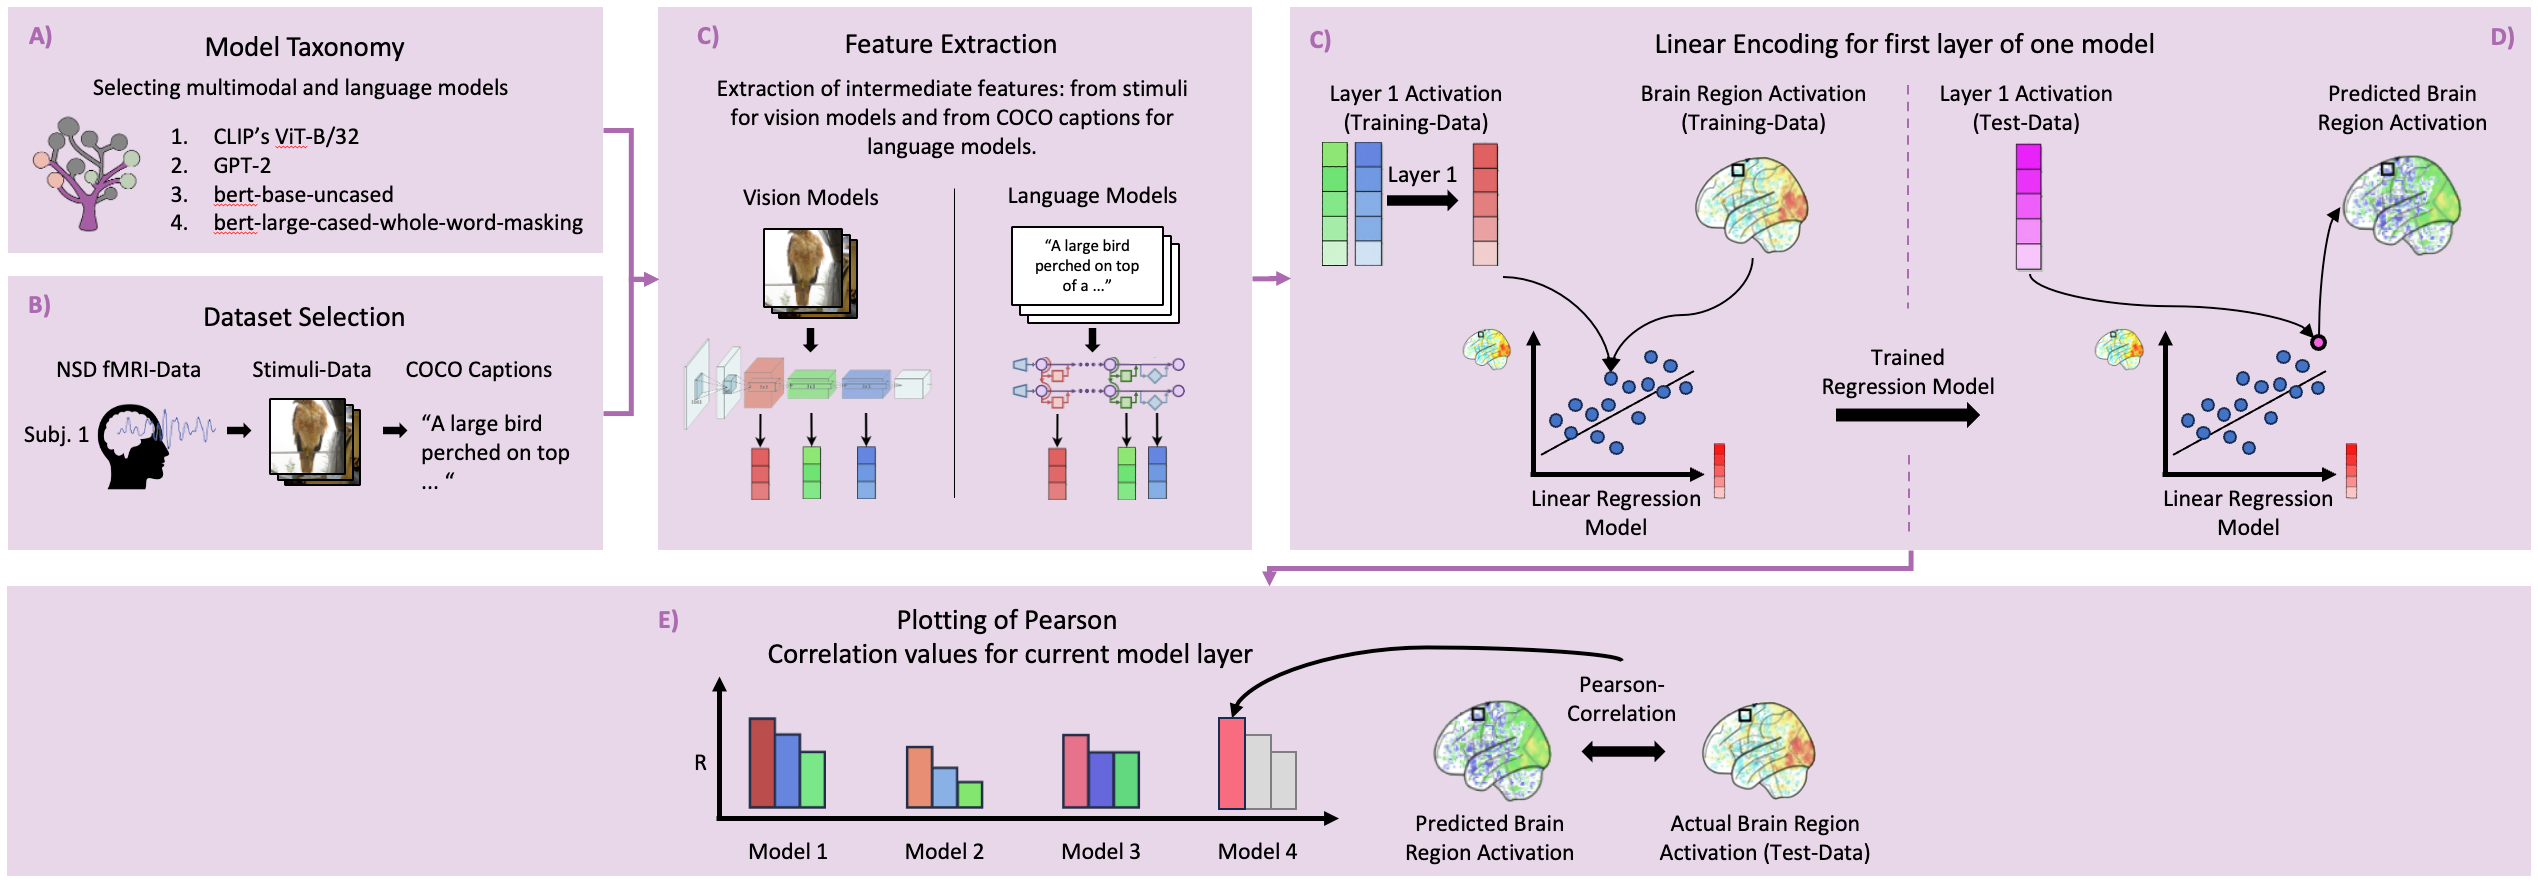 A)
Model Taxonomy
Selecting multimodal and language models
1. CLIP's ViT-B/32
2. GPT-2
3. bert-base-uncased
4. bert-large-cased-whole-word-masking
B)
Dataset Selection
NSD fMRI-Data
Stimuli-Data
COCO Captions
Subj. 1
“A large bird
perched on top
... “
C)
Feature Extraction
Extraction of intermediate features: from stimuli
for vision models and from COCO captions for
language models.
Vision Models
Language Models
“A large bird
perched on top
of a ...”
C)
Linear Encoding for first layer of one model
D)
Layer 1 Activation
(Training-Data)
Layer 1
Brain Region Activation
(Training-Data)
Linear Regression
Model
Trained
Regression Model
Layer 1 Activation
(Test-Data)
Predicted Brain
Region Activation
Linear Regression
Model
E)
Plotting of Pearson
Correlation values for current model layer
R
Model 1
Model 2
Model 3
Model 4
Pearson-
Correlation
Predicted Brain
Region Activation
Actual Brain Region
Activation (Test-Data)